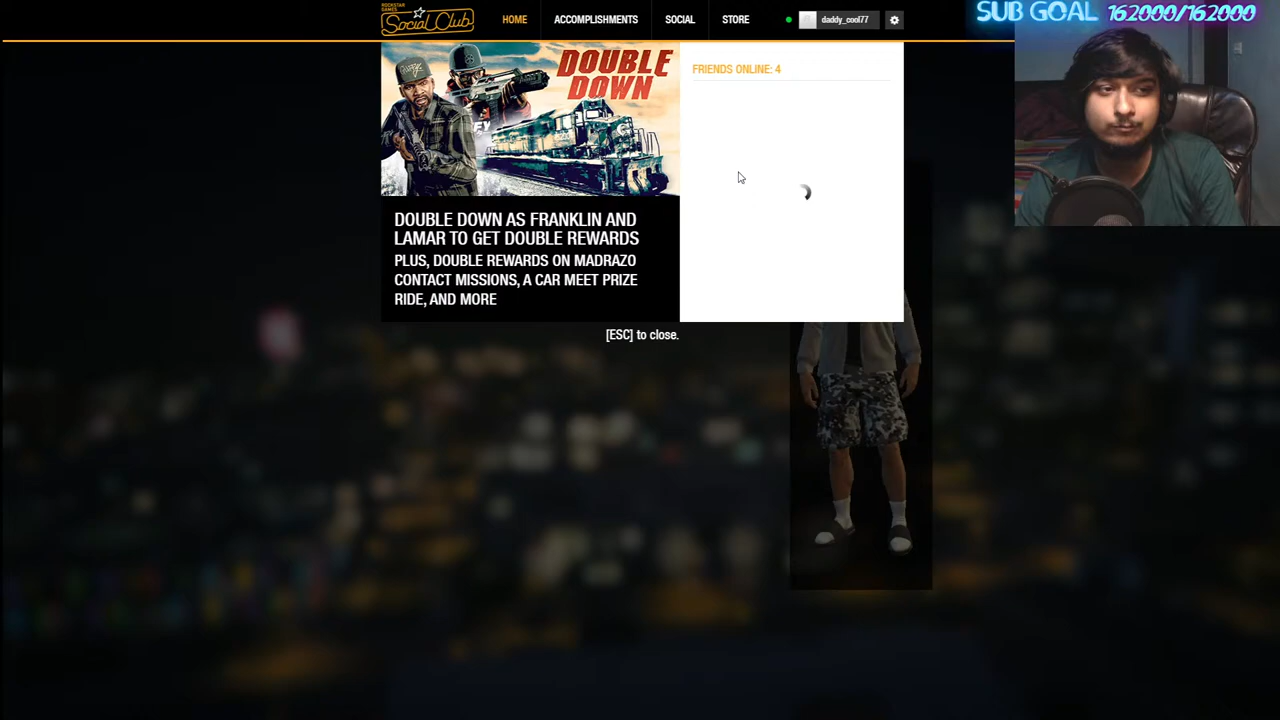 SUB GOAL 162000/162000
ROCKSTAR GAMES
Social Club
HOME
ACCOMPLISHMENTS
SOCIAL
STORE
daddy_cool77
DOUBLE
DOWN
FRIENDS ONLINE: 4
DOUBLE DOWN AS FRANKLIN AND
LAMAR TO GET DOUBLE REWARDS
PLUS, DOUBLE REWARDS ON MADRAZO
CONTACT MISSIONS, A CAR MEET PRIZE
RIDE, AND MORE
[ESC] to close.